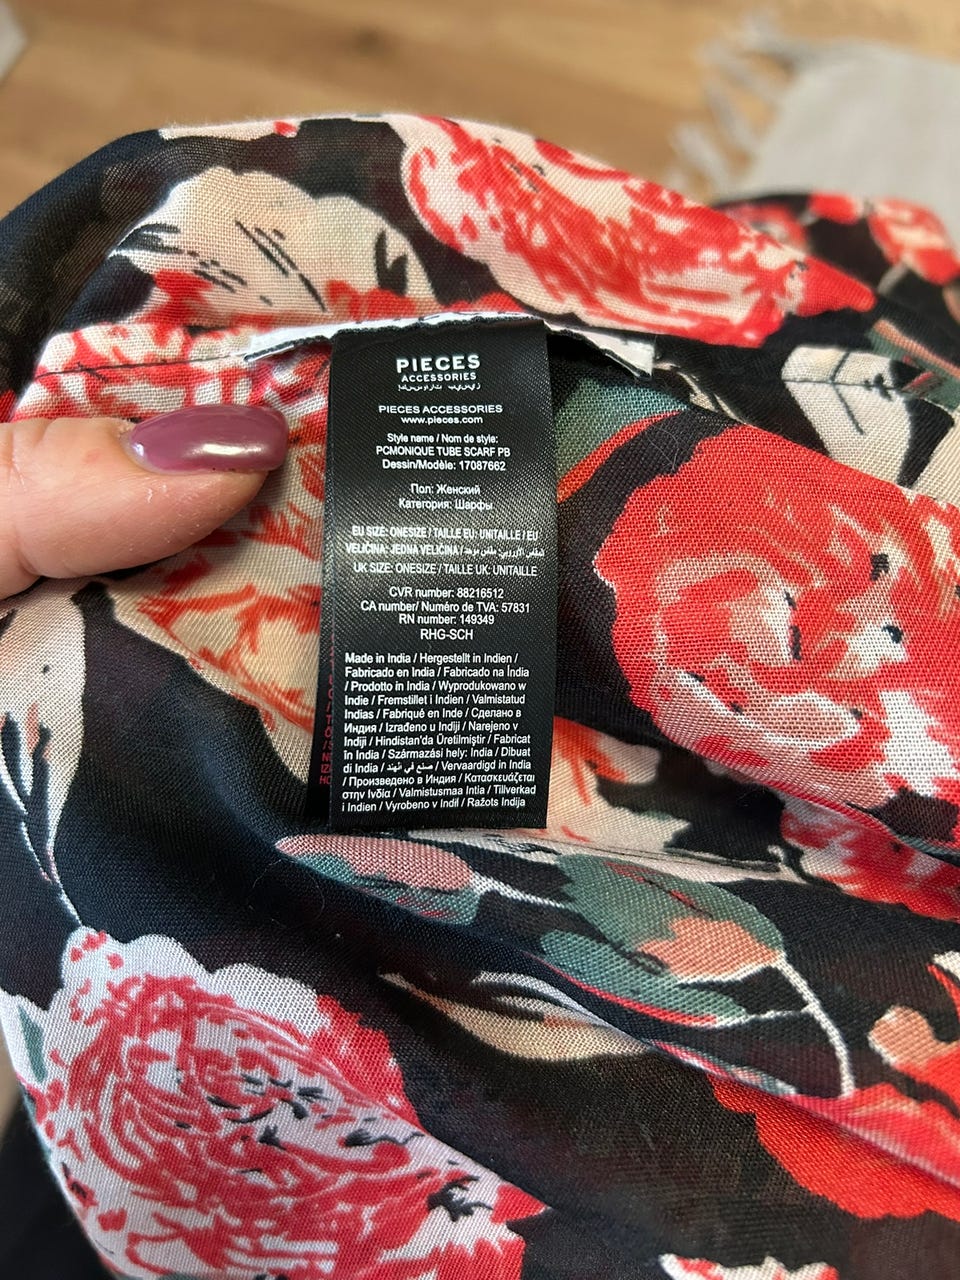 PIECES
ACCESSORIES
PIECES ACCESSORIES
www.pieces.com
Style name / Nom de style:
PCMONIQUE TUBE SCARF PB
Dessin/Modèle: 17087662
Пол: Женский
Категория: Шарфы
EU SIZE: ONESIZE / TAILLE EU: UNITAILLE / EU
VELIČINA: JEDNA VELIČINA /
UK SIZE: ONESIZE / TAILLE UK: UNITAILLE
CVR number: 88216512
CA number/ Numéro de TVA: 57831
RN number: 149349
RHG-SCH
Made in India / Hergestellt in Indien /
Fabricado en India / Fabricado na Índia
/ Prodotto in India / Wyprodukowano w
Indie / Fremstillet i Indien / Valmistatud
Indias / Fabriqué en Inde / Сделано в
Индия / Izrađeno u Indiji / Narejeno v
Indiji / Hindistan'da Üretilmiştir / Fabricat
în India / Származási hely: India / Dibuat
di India / صنع في الهند / Vervaardigd in India
/ Произведено в Индия / Κατασκευάζεται
στην Ινδία / Valmistusmaa Intia / Tillverkad
i Indien / Vyrobeno v Indii / Ražots Indija